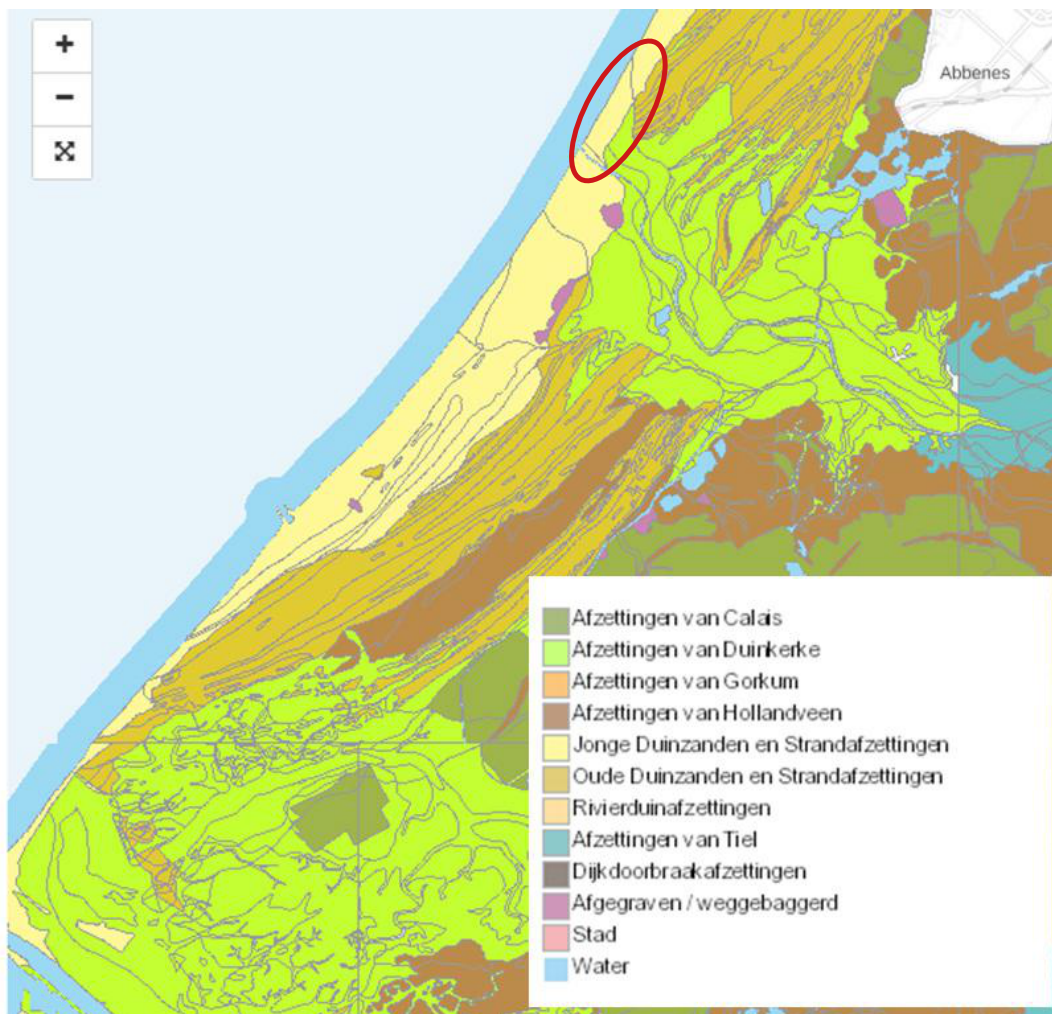 +
−
Abbenes
Afzettingen van Calais
Afzettingen van Duinkerke
Afzettingen van Gorkum
Afzettingen van Hollandveen
Jonge Duinzanden en Strandafzettingen
Oude Duinzanden en Strandafzettingen
Rivierduinafzettingen
Afzettingen van Tiel
Dijkdoorbraakafzettingen
Afgegraven / weggebaggerd
Stad
Water